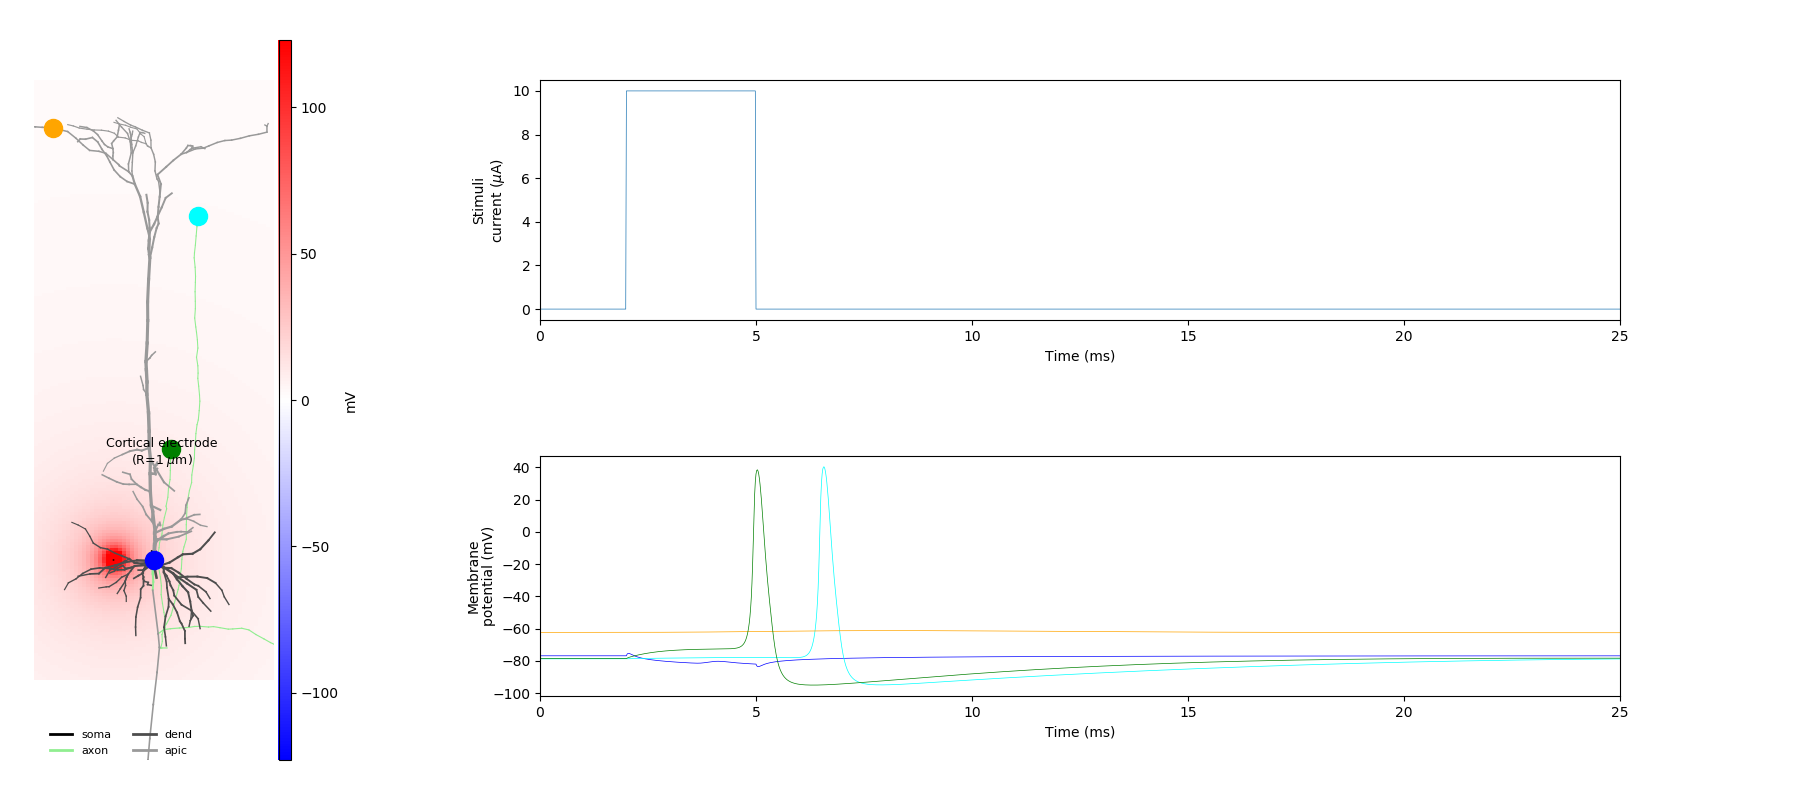 100
50
0
−50
−100
mV
Cortical electrode
(R=1 μm)
soma
dend
axon
apic
Stimuli
current (μA)
10
8
6
4
2
0
0 5 10 15 20 25
Time (ms)
Membrane
potential (mV)
40
20
0
−20
−40
−60
−80
−100
0 5 10 15 20 25
Time (ms)